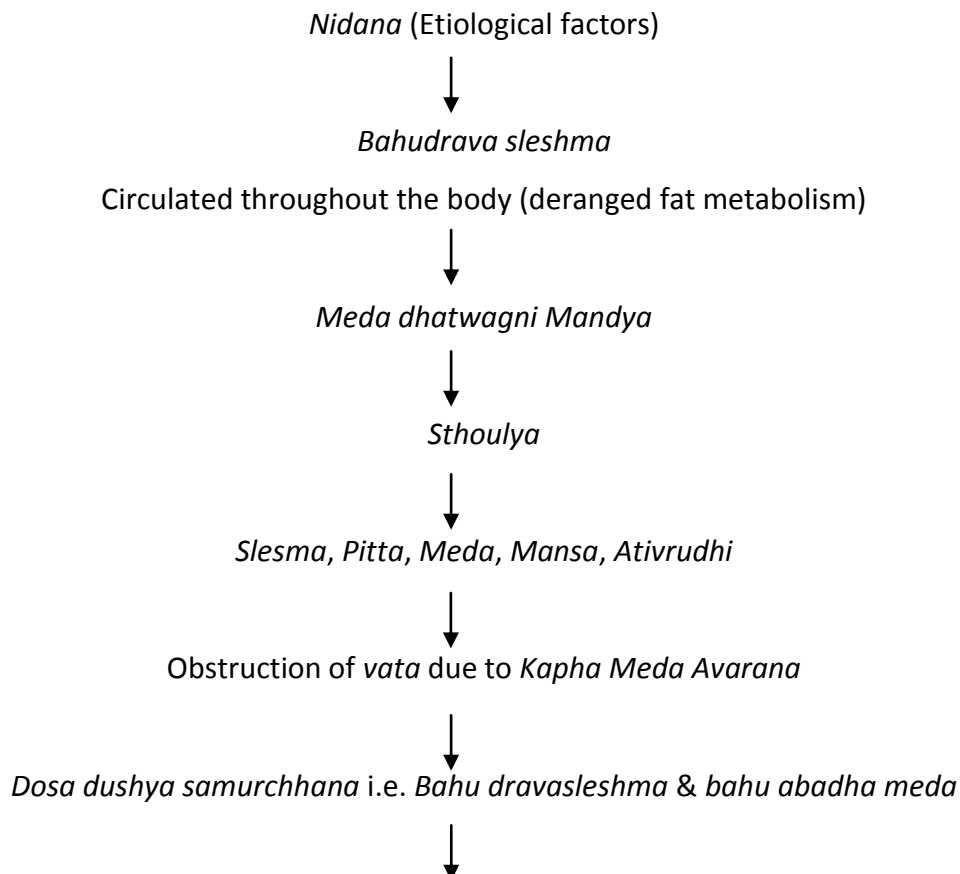 Nidana (Etiological factors)
Bahudrava sleshma
Circulated throughout the body (deranged fat metabolism)
Meda dhatwagni Mandya
Sthoulya
Slesma, Pitta, Meda, Mansa, Ativrudhi
Obstruction of vata due to Kapha Meda Avarana
Dosa dushya samurchhana i.e. Bahu dravasleshma & bahu abadha meda